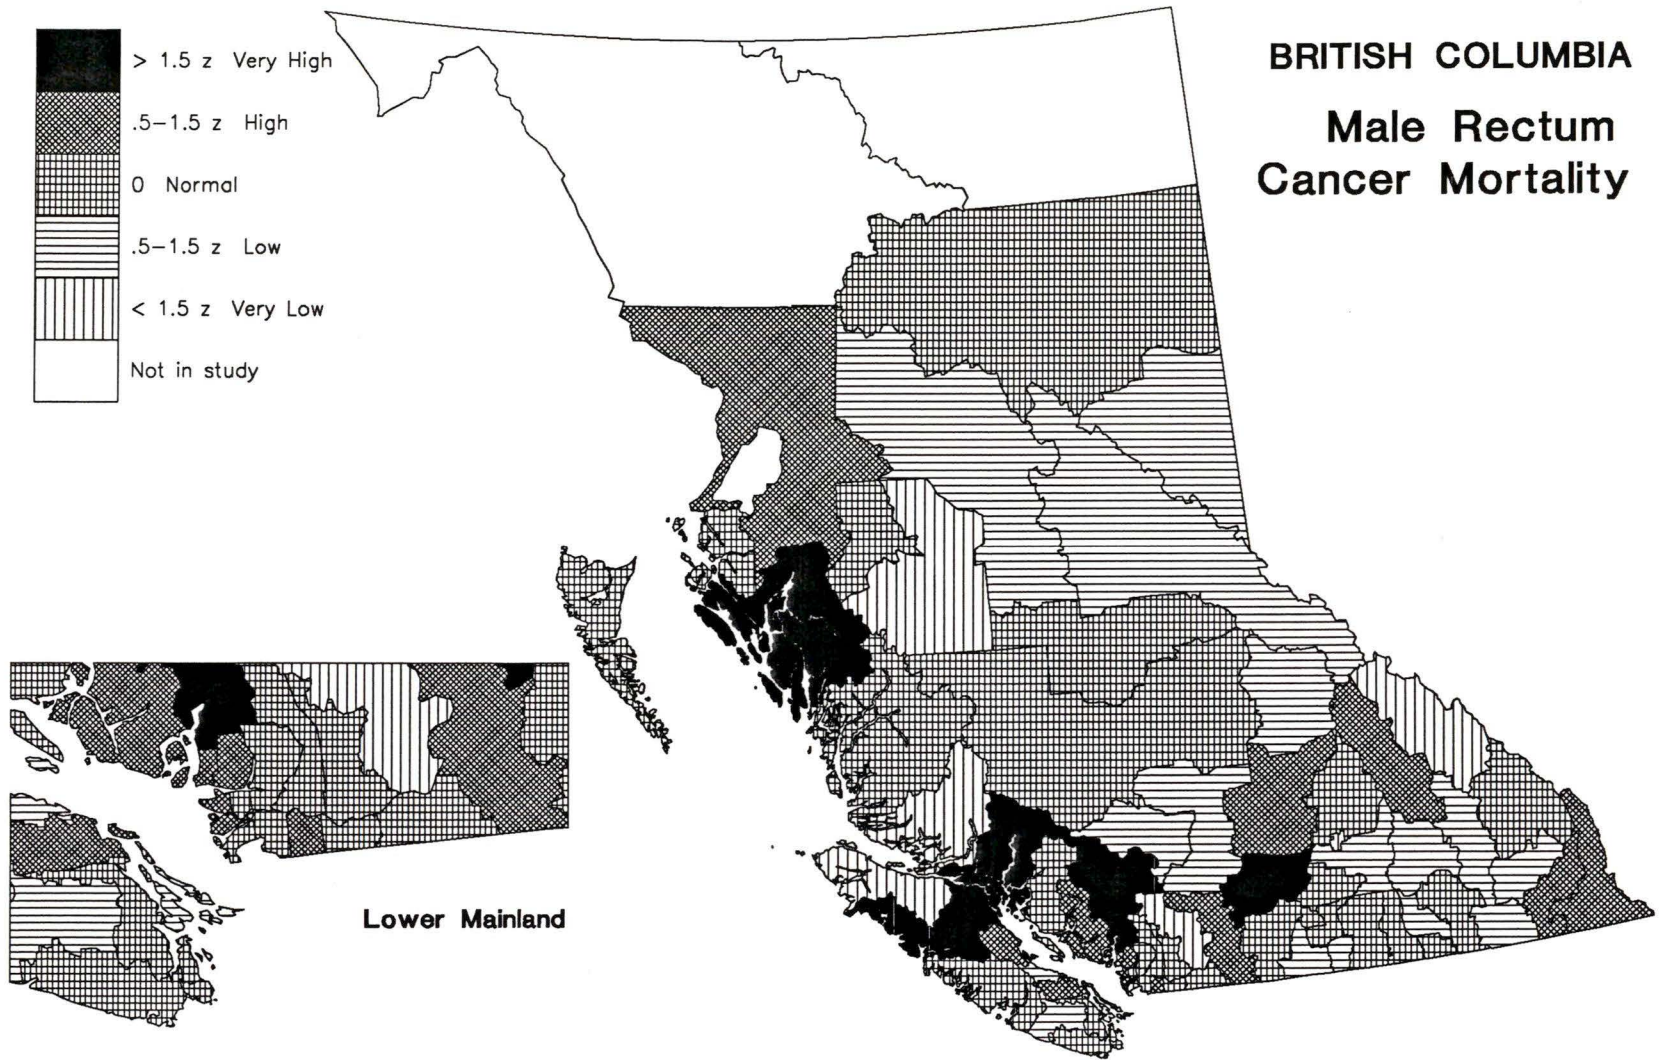 > 1.5 z Very High
.5-1.5 z High
0 Normal
.5-1.5 z Low
< 1.5 z Very Low
Not in study
BRITISH COLUMBIA
Male Rectum
Cancer Mortality
Lower Mainland